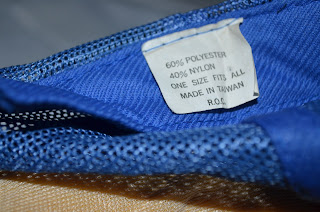 60% POLYESTER
40% NYLON
ONE SIZE FITS ALL
MADE IN TAIWAN
R.O.C